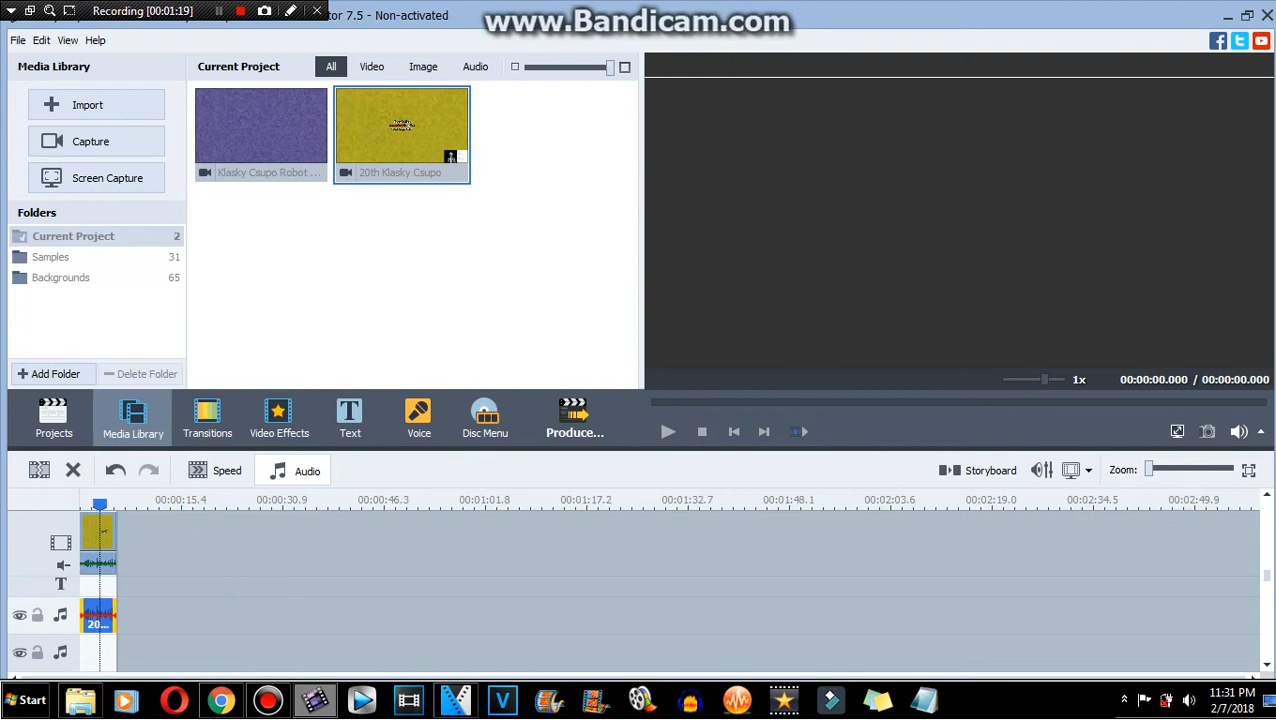 Recording [00:01:19]
tor 7.5 - Non-activated
www.Bandicam.com
File Edit View Help
Media Library
Current Project All Video Image Audio
Import
Capture
Screen Capture
Klasky Csupo Robot ...
20th Klasky Csupo
Folders
Current Project 2
Samples 31
Backgrounds 65
Add Folder
Delete Folder
1x 00:00:00.000 / 00:00:00.000
Projects
Media Library
Transitions
Video Effects
Text
Voice
Disc Menu
Produce...
Speed
Audio
Storyboard
Zoom:
00:00:15.4 00:00:30.9 00:00:46.3 00:01:01.8 00:01:17.2 00:01:32.7 00:01:48.1 00:02:03.6 00:02:19.0 00:02:34.5 00:02:49.9
T
20...
Start
11:31 PM
2/7/2018